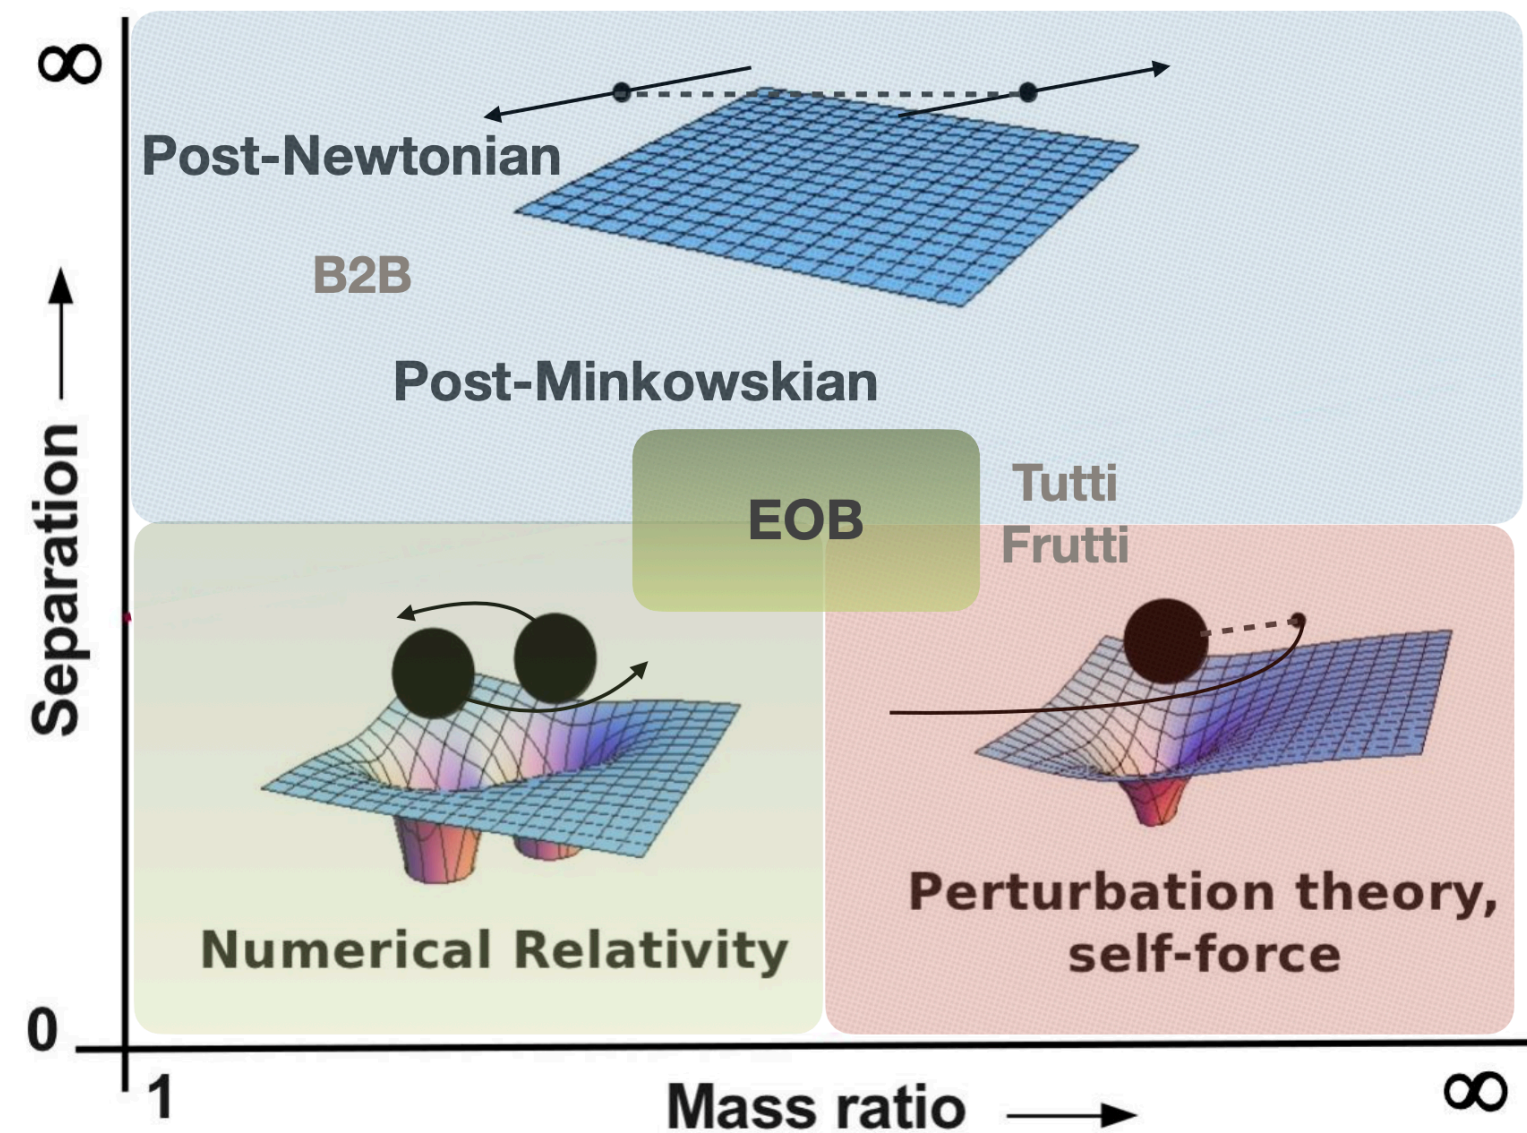 ∞
Post-Newtonian
B2B
Post-Minkowskian
EOB
Tutti
Frutti
Separation
Numerical Relativity
Perturbation theory,
self-force
0
1
Mass ratio
∞